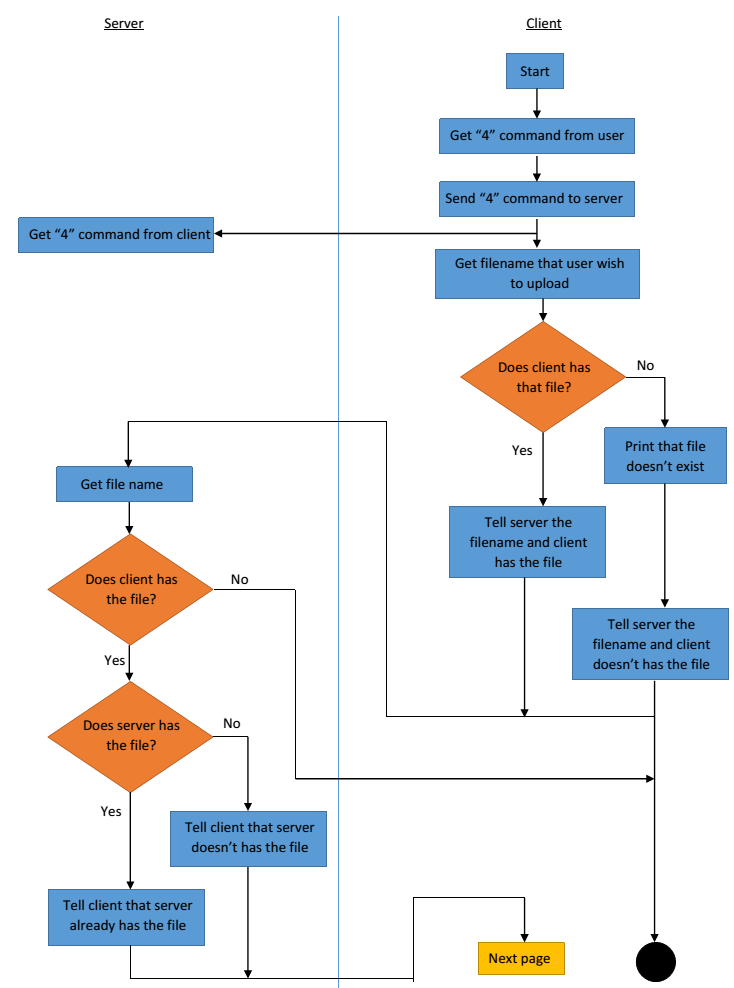 Server
Client
Start
Get “4” command from user
Send “4” command to server
Get “4” command from client
Get filename that user wish
to upload
Does client has
that file?
No
Print that file
doesn’t exist
Yes
Tell server the
filename and client
has the file
Tell server the
filename and client
doesn’t has the file
Get file name
Does client has
the file?
No
Yes
Does server has
the file?
No
Yes
Tell client that server
doesn’t has the file
Tell client that server
already has the file
Next page